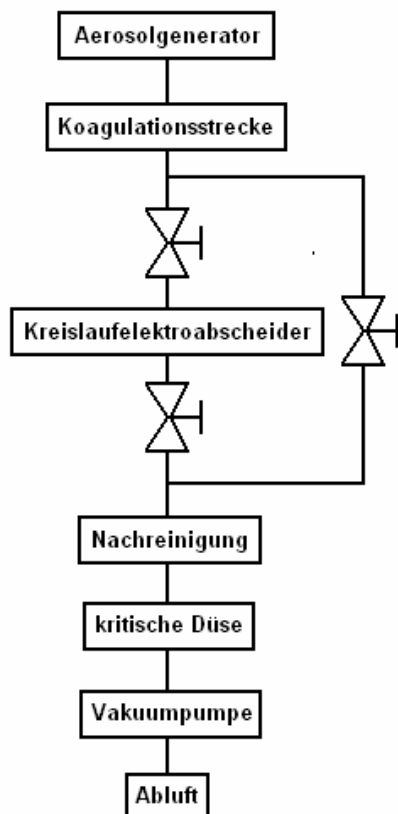 Aerosolgenerator
Koagulationsstrecke
Kreislaufelektroabscheider
Nachreinigung
kritische Düse
Vakuumpumpe
Abluft